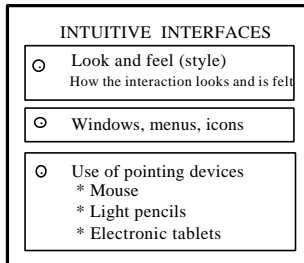 INTUITIVE INTERFACES
Look and feel (style)
How the interaction looks and is felt
Windows, menus, icons
Use of pointing devices
* Mouse
* Light pencils
* Electronic tablets